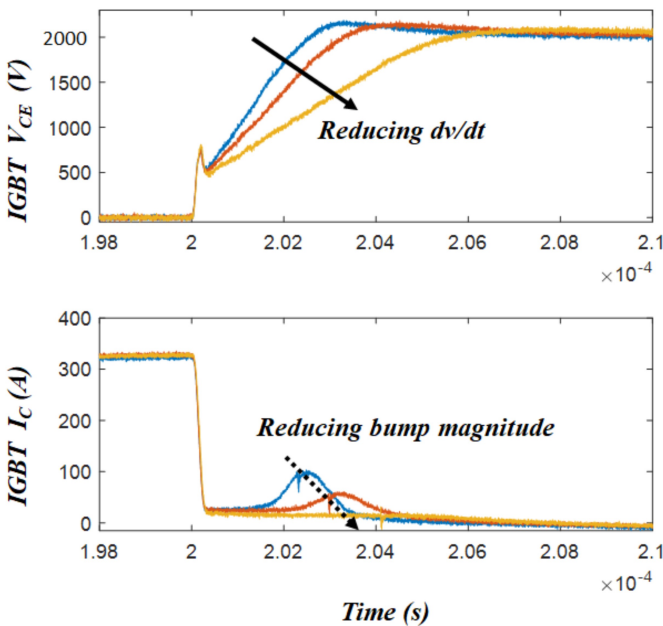 2000
1500
1000
500
0
IGBT V_CE (V)
Reducing dv/dt
1.98 2 2.02 2.04 2.06 2.08 2.1
×10⁻⁴
400
300
200
100
0
IGBT I_C (A)
Reducing bump magnitude
1.98 2 2.02 2.04 2.06 2.08 2.1
×10⁻⁴
Time (s)